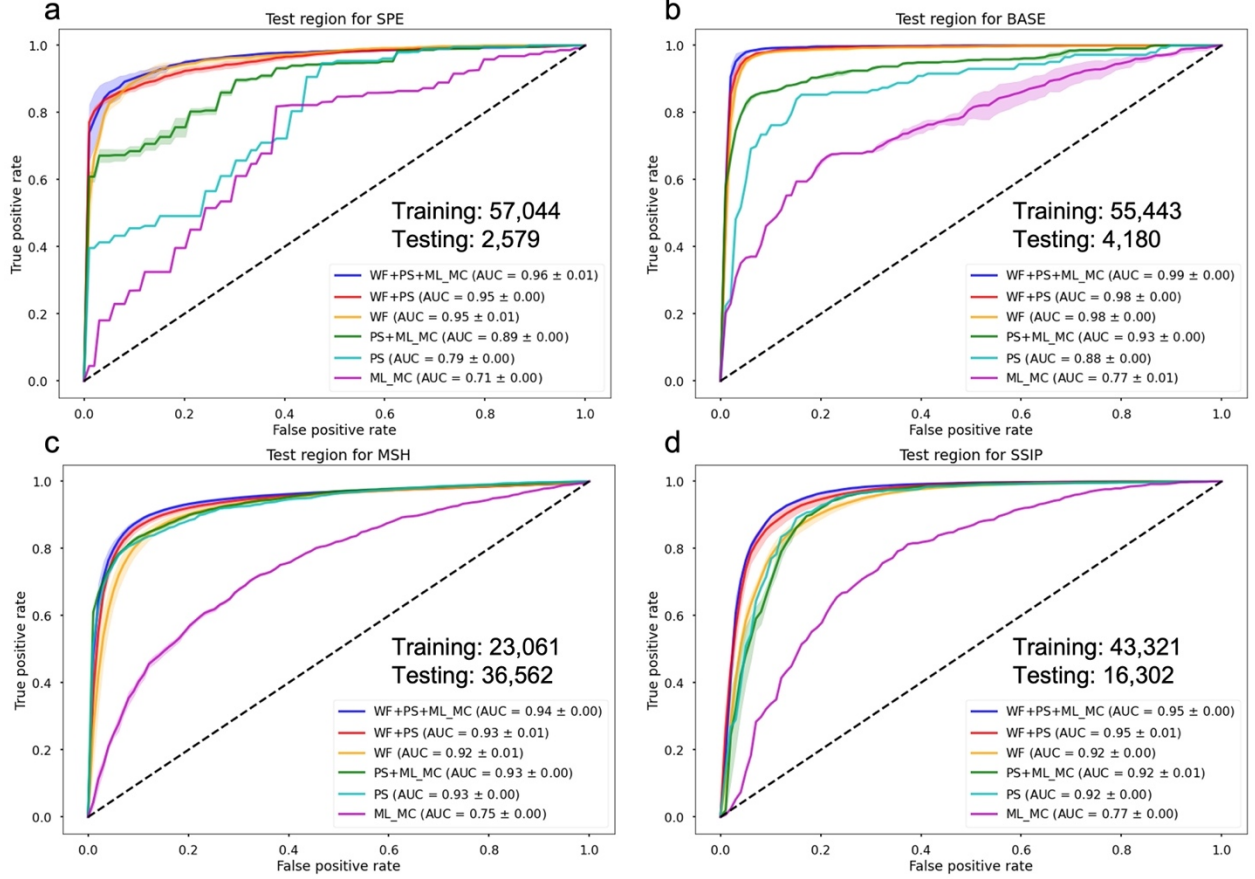 a
Test region for SPE
True positive rate
1.0
0.8
0.6
0.4
0.2
0.0
Training: 57,044
Testing: 2,579
WF+PS+ML_MC (AUC = 0.96 ± 0.01)
WF+PS (AUC = 0.95 ± 0.00)
WF (AUC = 0.95 ± 0.01)
PS+ML_MC (AUC = 0.89 ± 0.00)
PS (AUC = 0.79 ± 0.00)
ML_MC (AUC = 0.71 ± 0.00)
0.0 0.2 0.4 0.6 0.8 1.0
False positive rate
b
Test region for BASE
True positive rate
1.0
0.8
0.6
0.4
0.2
0.0
Training: 55,443
Testing: 4,180
WF+PS+ML_MC (AUC = 0.99 ± 0.00)
WF+PS (AUC = 0.98 ± 0.00)
WF (AUC = 0.98 ± 0.00)
PS+ML_MC (AUC = 0.93 ± 0.00)
PS (AUC = 0.88 ± 0.00)
ML_MC (AUC = 0.77 ± 0.01)
0.0 0.2 0.4 0.6 0.8 1.0
False positive rate
c
Test region for MSH
True positive rate
1.0
0.8
0.6
0.4
0.2
0.0
Training: 23,061
Testing: 36,562
WF+PS+ML_MC (AUC = 0.94 ± 0.00)
WF+PS (AUC = 0.93 ± 0.01)
WF (AUC = 0.92 ± 0.01)
PS+ML_MC (AUC = 0.93 ± 0.00)
PS (AUC = 0.93 ± 0.00)
ML_MC (AUC = 0.75 ± 0.00)
0.0 0.2 0.4 0.6 0.8 1.0
False positive rate
d
Test region for SSIP
True positive rate
1.0
0.8
0.6
0.4
0.2
0.0
Training: 43,321
Testing: 16,302
WF+PS+ML_MC (AUC = 0.95 ± 0.00)
WF+PS (AUC = 0.95 ± 0.01)
WF (AUC = 0.92 ± 0.00)
PS+ML_MC (AUC = 0.92 ± 0.01)
PS (AUC = 0.92 ± 0.00)
ML_MC (AUC = 0.77 ± 0.00)
0.0 0.2 0.4 0.6 0.8 1.0
False positive rate